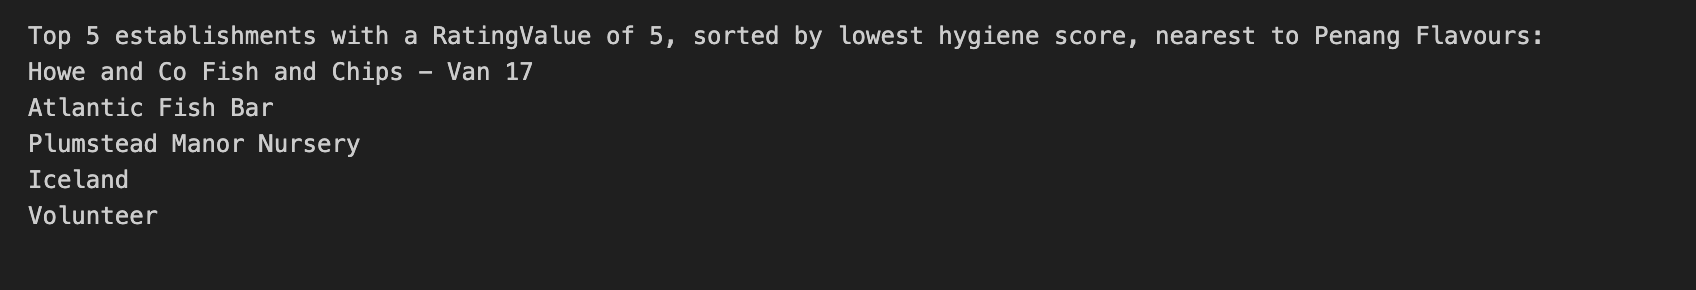 Top 5 establishments with a RatingValue of 5, sorted by lowest hygiene score, nearest to Penang Flavours:
Howe and Co Fish and Chips – Van 17
Atlantic Fish Bar
Plumstead Manor Nursery
Iceland
Volunteer